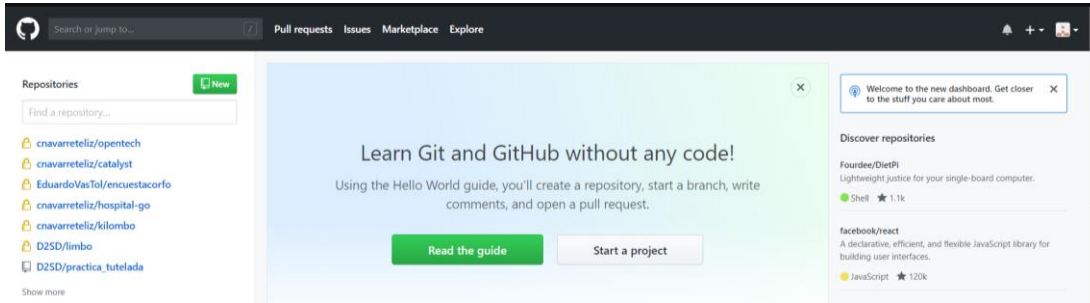 Search or jump to... /
Pull requests Issues Marketplace Explore
Repositories
New
Find a repository...
cnavarreteliz/opentech
cnavarreteliz/catalyst
EduardoVasTol/encuestacorfo
cnavarreteliz/hospital-go
cnavarreteliz/kilombo
D2SD/limbo
D2SD/practica_tutelada
Show more
Learn Git and GitHub without any code!
Using the Hello World guide, you'll create a repository, start a branch, write
comments, and open a pull request.
Read the guide
Start a project
Welcome to the new dashboard. Get closer
to the stuff you care about most.
Discover repositories
Fourdee/DietPi
Lightweight justice for your single-board computer.
Shell 1.1k
facebook/react
A declarative, efficient, and flexible JavaScript library for
building user interfaces.
JavaScript 120k